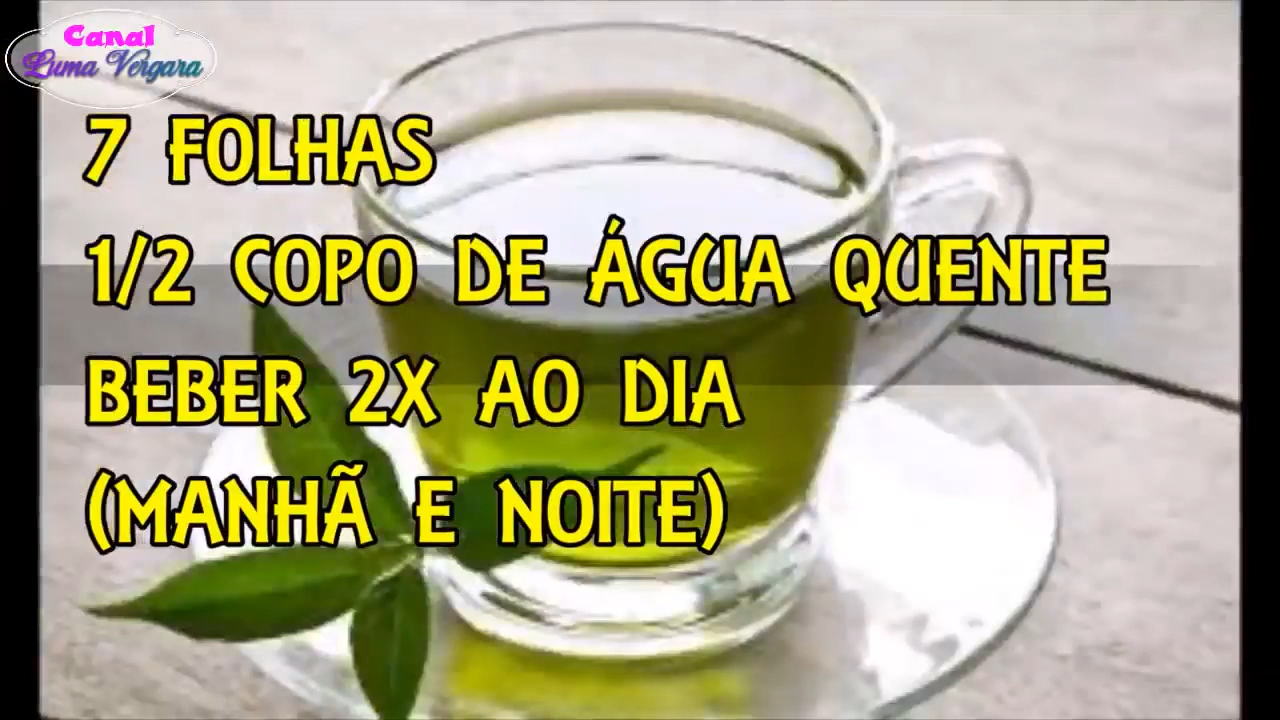 Canal
Luma Vergara
7 FOLHAS
1/2 COPO DE ÁGUA QUENTE
BEBER 2X AO DIA
(MANHÃ E NOITE)